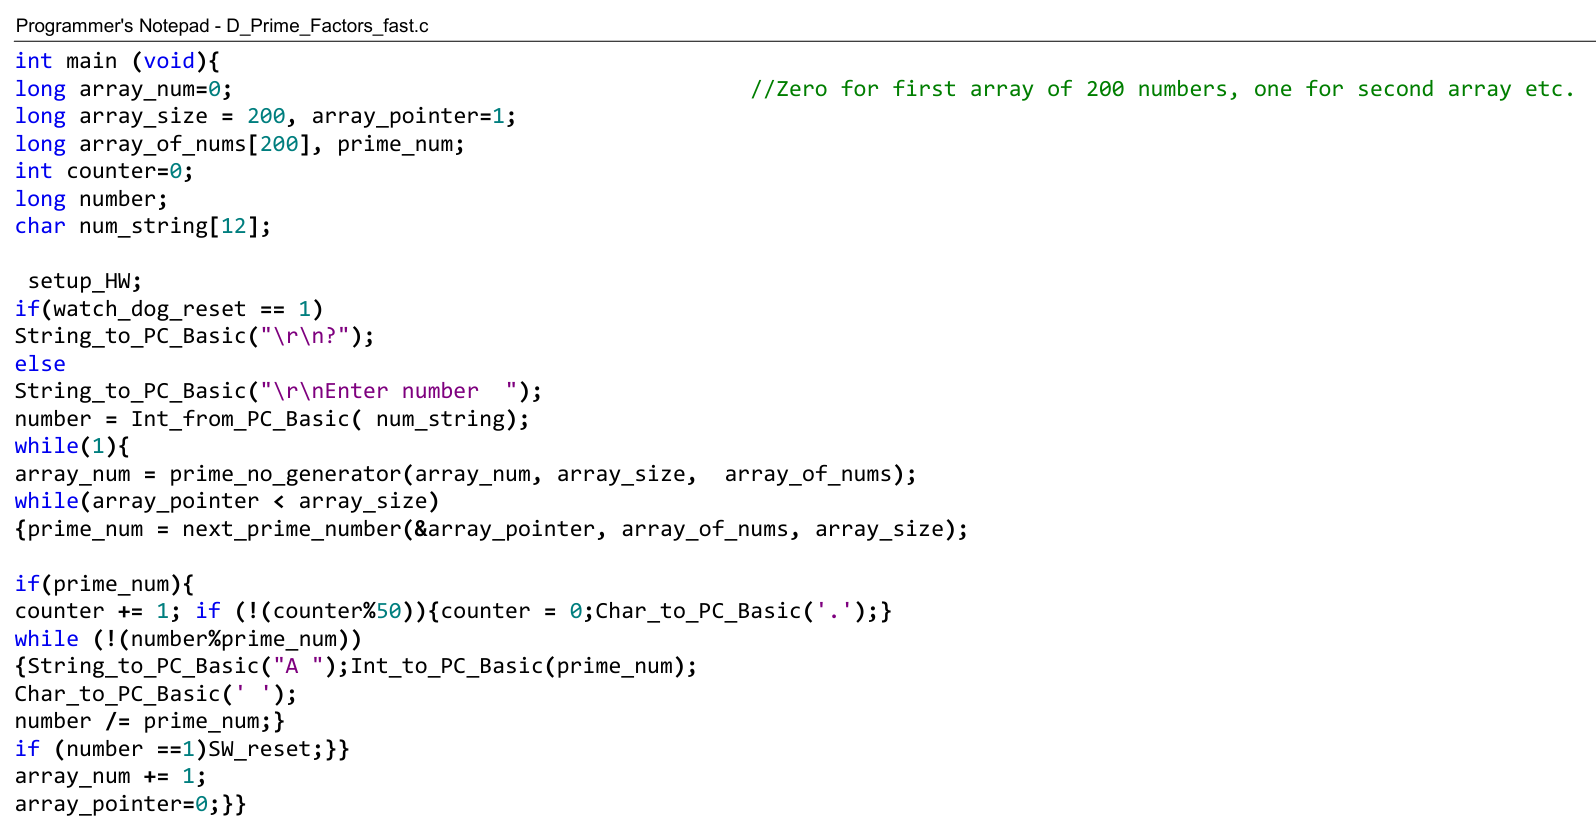 Programmer's Notepad - D_Prime_Factors_fast.c
int main (void){
long array_num=0; //Zero for first array of 200 numbers, one for second array etc.
long array_size = 200, array_pointer=1;
long array_of_nums[200], prime_num;
int counter=0;
long number;
char num_string[12];
setup_HW;
if(watch_dog_reset == 1)
String_to_PC_Basic("\r\n?");
else
String_to_PC_Basic("\r\nEnter number  ");
number = Int_from_PC_Basic( num_string);
while(1){
array_num = prime_no_generator(array_num, array_size,  array_of_nums);
while(array_pointer < array_size)
{prime_num = next_prime_number(&array_pointer, array_of_nums, array_size);
if(prime_num){
counter += 1; if (!(counter%50)){counter = 0;Char_to_PC_Basic('.');}
while (!(number%prime_num))
{String_to_PC_Basic("A ");Int_to_PC_Basic(prime_num);
Char_to_PC_Basic(' ');
number /= prime_num;}
if (number ==1)SW_reset;}}
array_num += 1;
array_pointer=0;}}